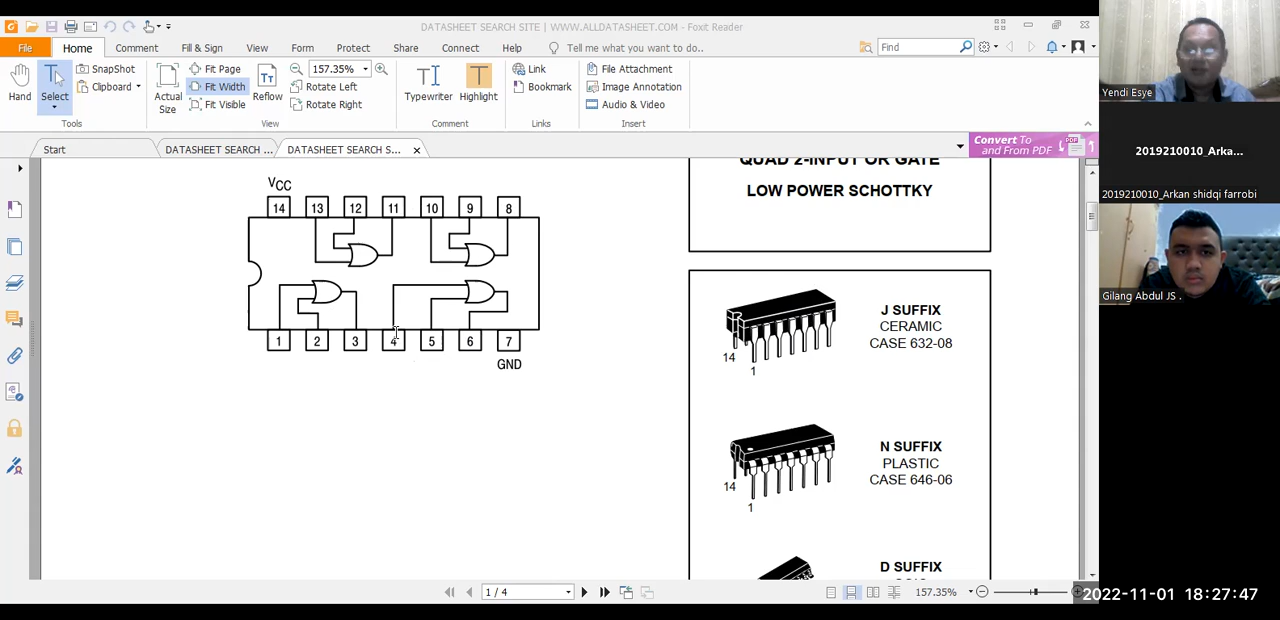 DATASHEET SEARCH SITE | WWW.ALLDATASHEET.COM - Foxit Reader
File Home Comment Fill & Sign View Form Protect Share Connect Help Tell me what you want to do.. Find
Hand
Select
SnapShot
Clipboard
Tools
Actual
Size
Fit Page
Fit Width
Fit Visible
Reflow
157.35%
Rotate Left
Rotate Right
View
Typewriter
Highlight
Comment
Link
Bookmark
Links
File Attachment
Image Annotation
Audio & Video
Insert
Start DATASHEET SEARCH ... DATASHEET SEARCH S...
Convert To
and From PDF
PDF
VCC
14 13 12 11 10 9 8
1 2 3 4 5 6 7
GND
QUAD 2-INPUT OR GATE
LOW POWER SCHOTTKY
14
1
J SUFFIX
CERAMIC
CASE 632-08
14
1
N SUFFIX
PLASTIC
CASE 646-06
D SUFFIX
1 / 4
157.35%
Yendi Esye
2019210010_Arka...
2019210010_Arkan shidqi farrobi
Gilang Abdul JS .
2022-11-01 18:27:47